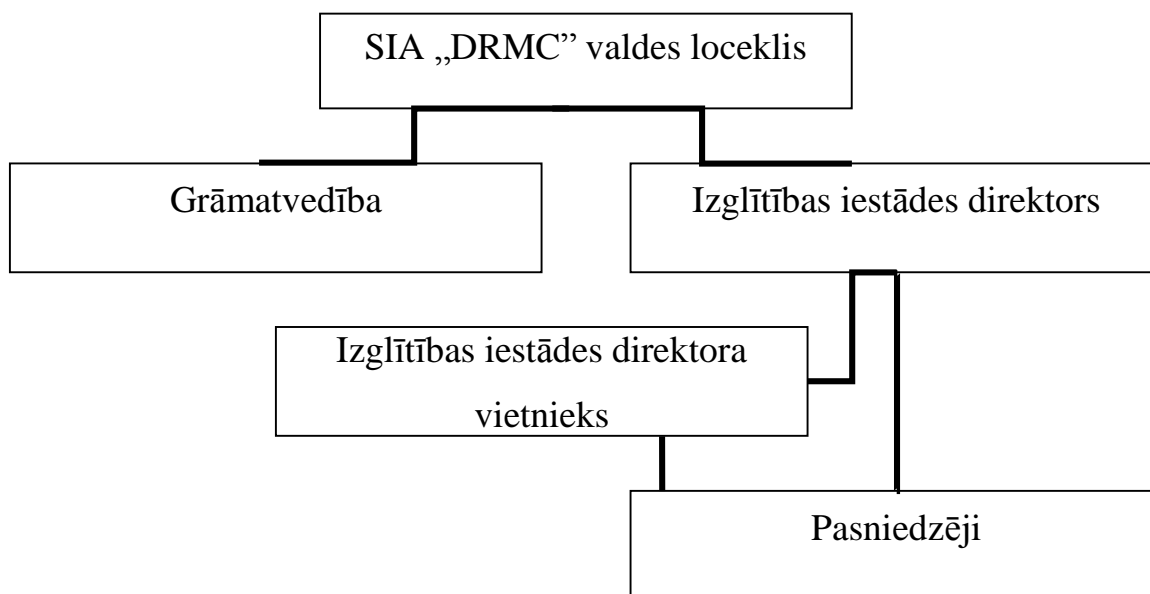 SIA „DRMC” valdes loceklis
Grāmatvedība
Izglītības iestādes direktors
Izglītības iestādes direktora
vietnieks
Pasniedzēji